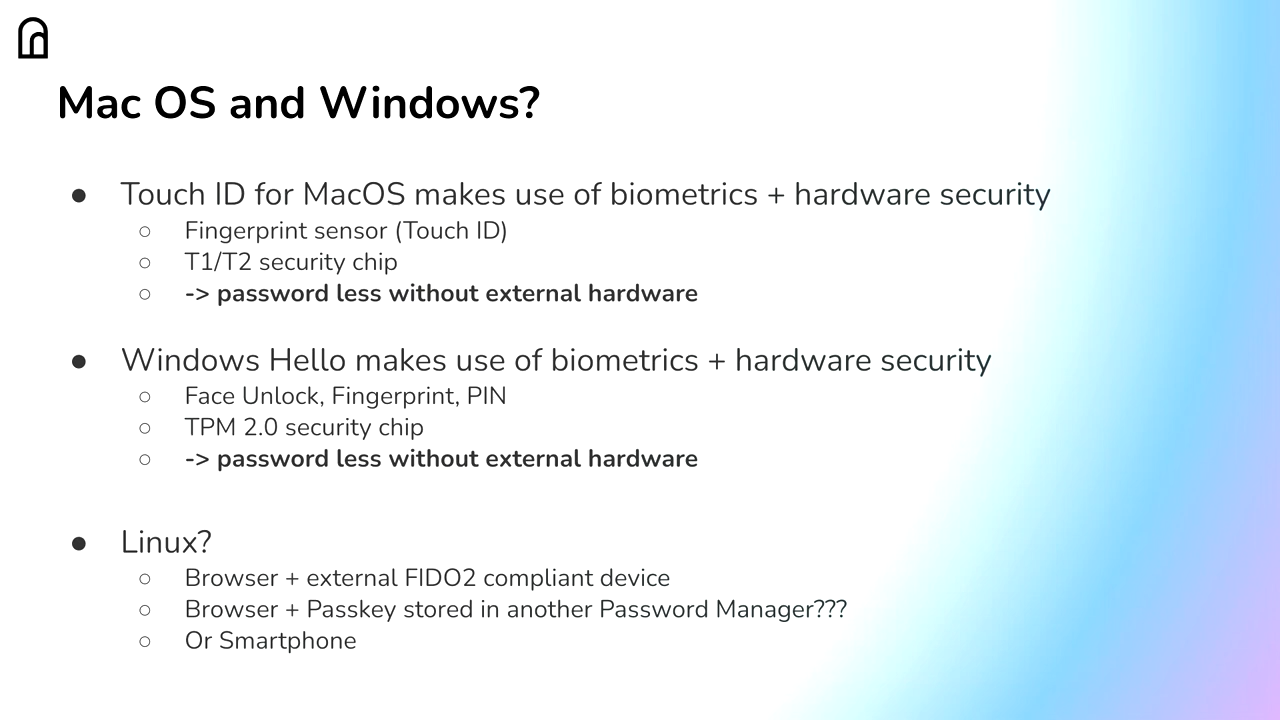 Mac OS and Windows?
● Touch ID for MacOS makes use of biometrics + hardware security
○ Fingerprint sensor (Touch ID)
○ T1/T2 security chip
○ -> password less without external hardware
● Windows Hello makes use of biometrics + hardware security
○ Face Unlock, Fingerprint, PIN
○ TPM 2.0 security chip
○ -> password less without external hardware
● Linux?
○ Browser + external FIDO2 compliant device
○ Browser + Passkey stored in another Password Manager???
○ Or Smartphone